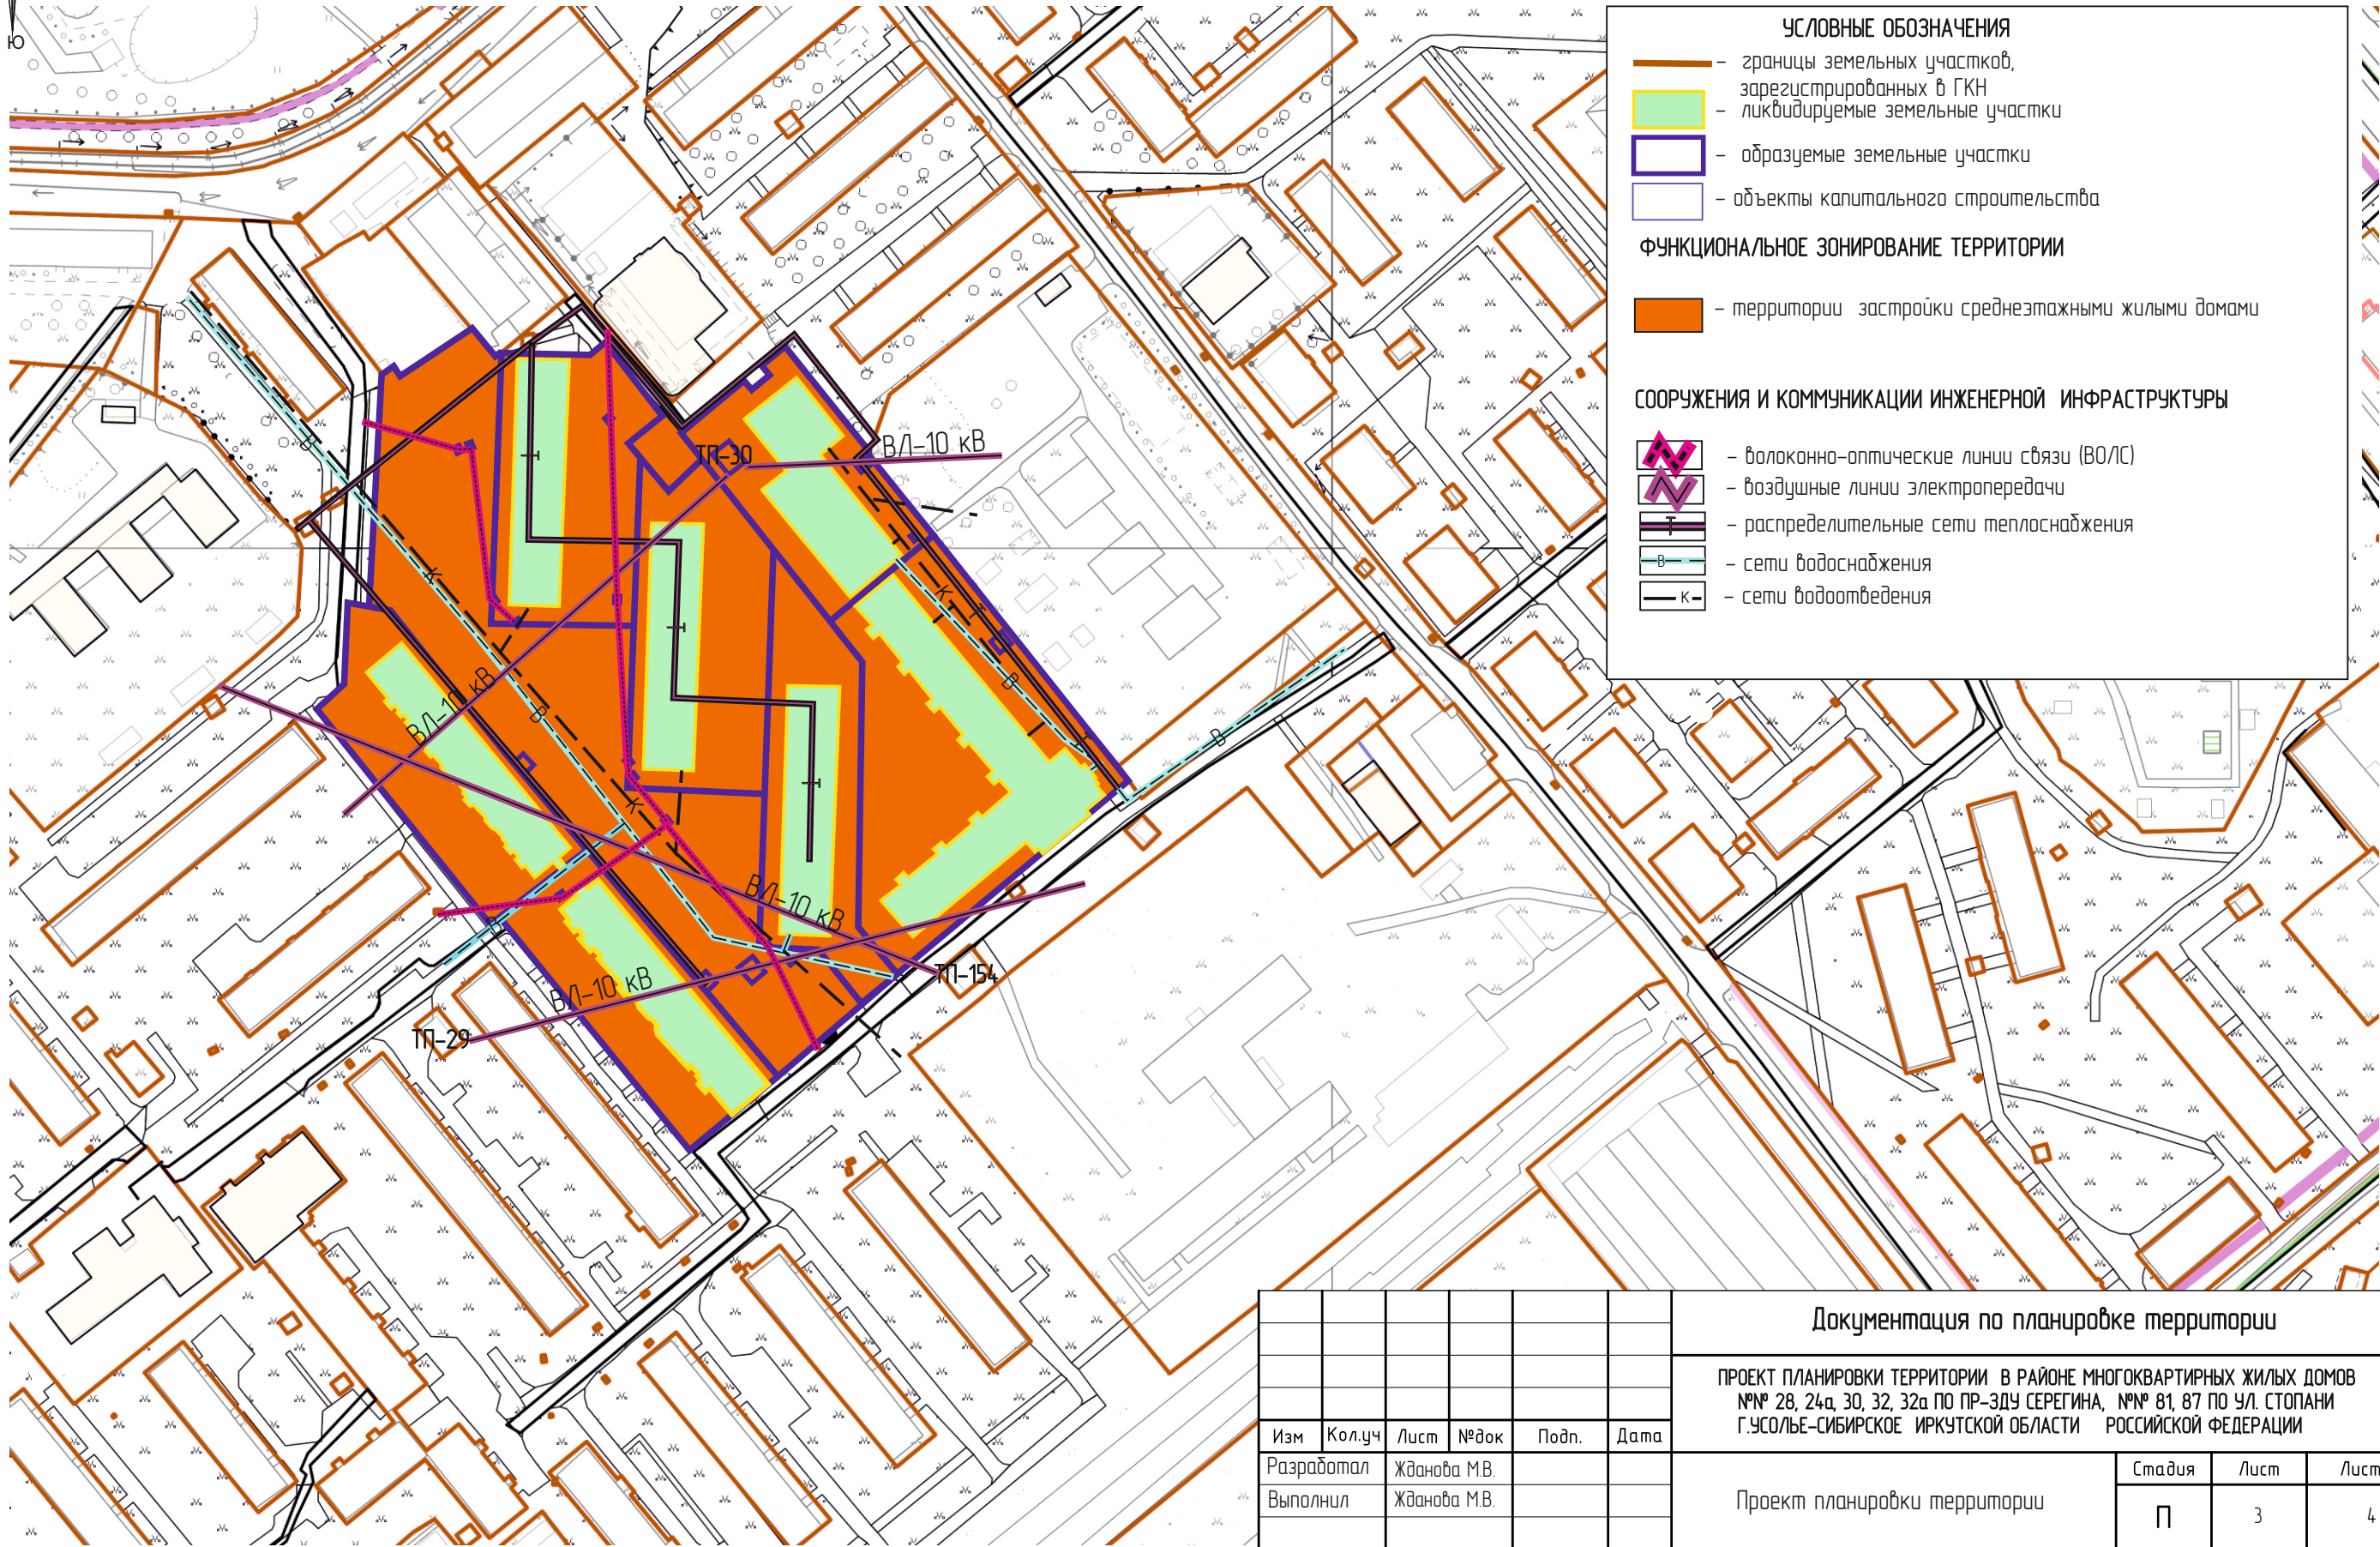 Ю
УСЛОВНЫЕ ОБОЗНАЧЕНИЯ
– границы земельных участков,
зарегистрированных в ГКН
– ликвидируемые земельные участки
– образуемые земельные участки
– объекты капитального строительства
ФУНКЦИОНАЛЬНОЕ ЗОНИРОВАНИЕ ТЕРРИТОРИИ
– территории застройки среднеэтажными жилыми домами
СООРУЖЕНИЯ И КОММУНИКАЦИИ ИНЖЕНЕРНОЙ ИНФРАСТРУКТУРЫ
– волоконно-оптические линии связи (ВОЛС)
– воздушные линии электропередачи
Т – распределительные сети теплоснабжения
В – сети водоснабжения
К – сети водоотведения
ВЛ-10 кВ
ТП-30
В
Т
К
К
Т
Т
В
ВЛ-10 кВ
В
Т
В
К
Т
ВЛ-10 кВ
В
ТП-154
ВЛ-10 кВ
ТП-29
Документация по планировке территории
ПРОЕКТ ПЛАНИРОВКИ ТЕРРИТОРИИ В РАЙОНЕ МНОГОКВАРТИРНЫХ ЖИЛЫХ ДОМОВ
№№ 28, 24а, 30, 32, 32а ПО ПР-ЗДУ СЕРЕГИНА, №№ 81, 87 ПО УЛ. СТОПАНИ
Г.УСОЛЬЕ-СИБИРСКОЕ ИРКУТСКОЙ ОБЛАСТИ РОССИЙСКОЙ ФЕДЕРАЦИИ
Изм Кол.уч Лист №док Подп. Дата
Разработал Жданова М.В.
Выполнил Жданова М.В.
Проект планировки территории
Стадия Лист Лист
П 3 4